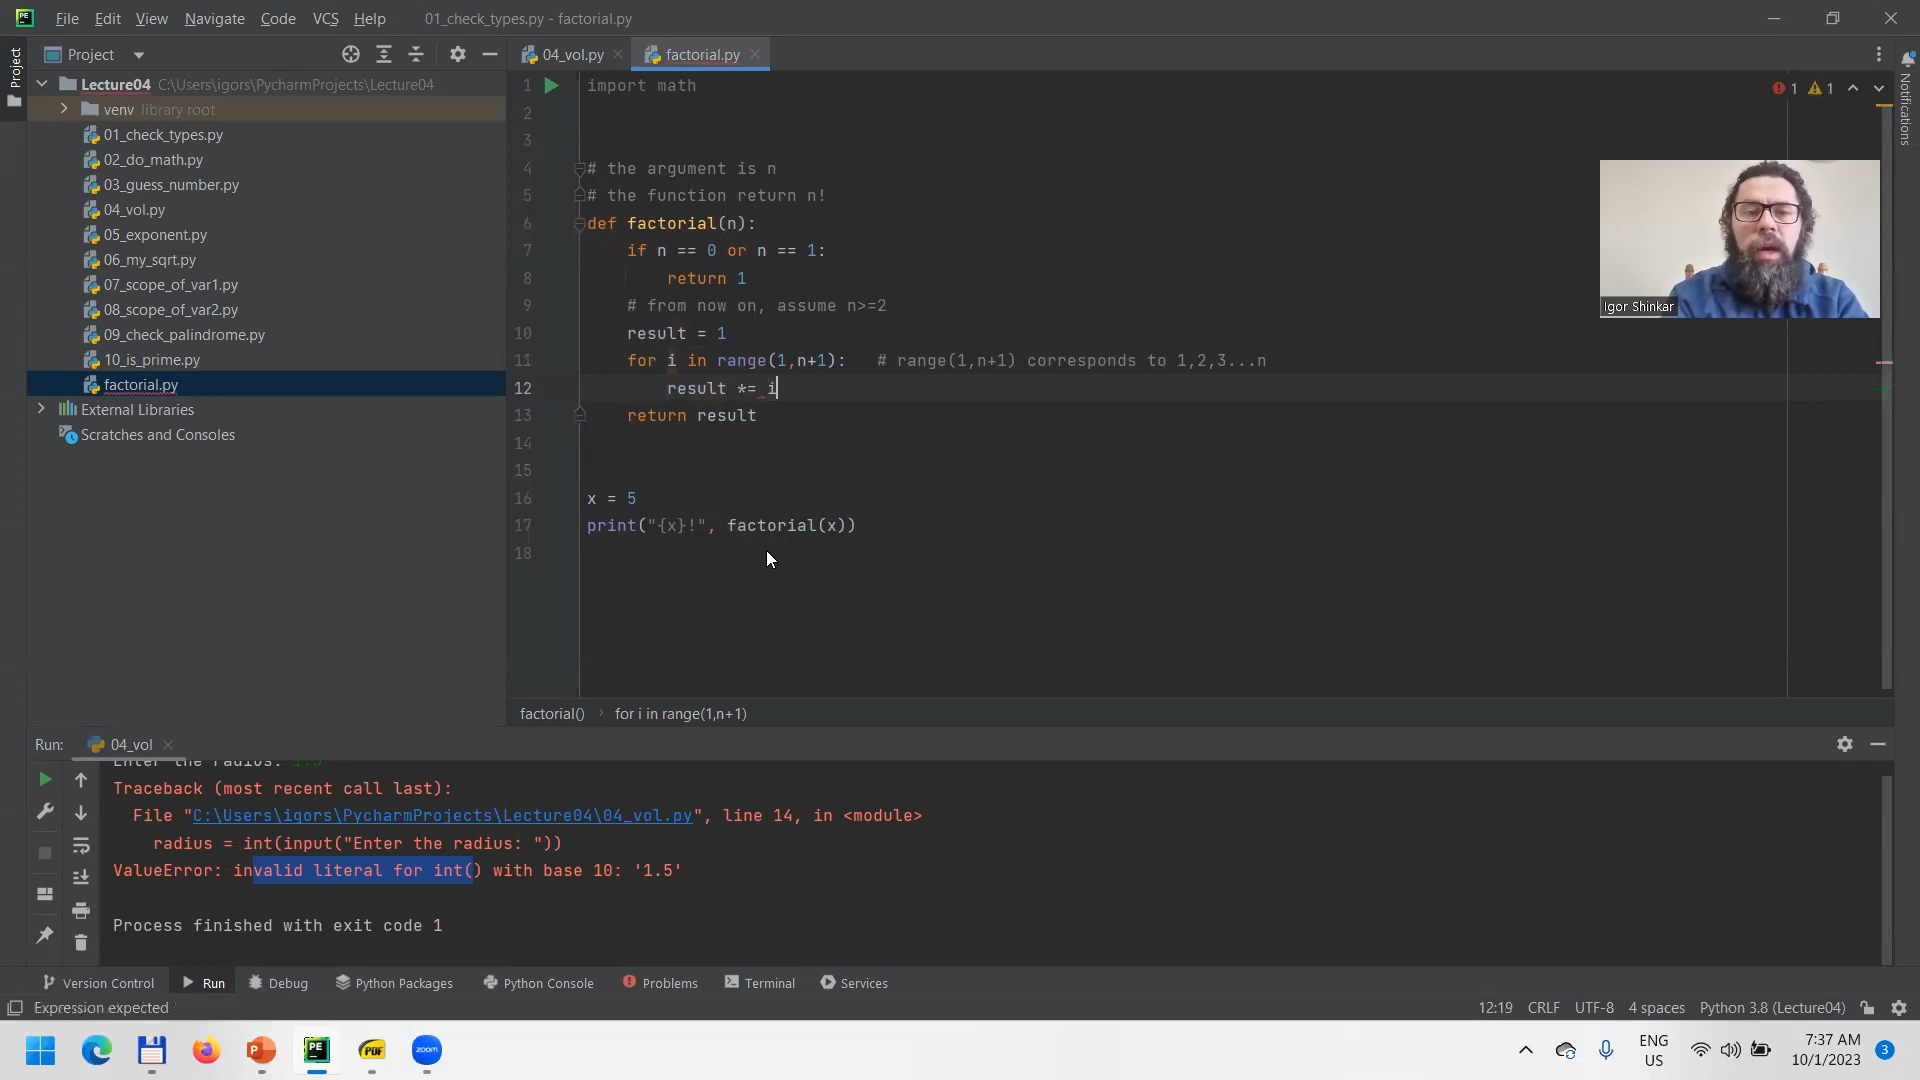 File Edit View Navigate Code VCS Help 01_check_types.py - factorial.py
Project
Project
04_vol.py
factorial.py
Lecture04 C:\Users\igors\PycharmProjects\Lecture04
venv library root
01_check_types.py
02_do_math.py
03_guess_number.py
04_vol.py
05_exponent.py
06_my_sqrt.py
07_scope_of_var1.py
08_scope_of_var2.py
09_check_palindrome.py
10_is_prime.py
factorial.py
External Libraries
Scratches and Consoles
1 import math
2
3
4 # the argument is n
5 # the function return n!
6 def factorial(n):
7 if n == 0 or n == 1:
8 return 1
9 # from now on, assume n>=2
10 result = 1
11 for i in range(1,n+1): # range(1,n+1) corresponds to 1,2,3...n
12 result *= i
13 return result
14
15
16 x = 5
17 print("{x}!", factorial(x))
18
1 1
Notifications
Igor Shinkar
factorial() › for i in range(1,n+1)
Run: 04_vol
Enter the radius: 1.5
Traceback (most recent call last):
File "C:\Users\igors\PycharmProjects\Lecture04\04_vol.py", line 14, in <module>
radius = int(input("Enter the radius: "))
ValueError: invalid literal for int() with base 10: '1.5'
Process finished with exit code 1
Version Control Run Debug Python Packages Python Console Problems Terminal Services
Expression expected 12:19 CRLF UTF-8 4 spaces Python 3.8 (Lecture04)
PDF
zoom
ENG
US
7:37 AM
10/1/2023
3